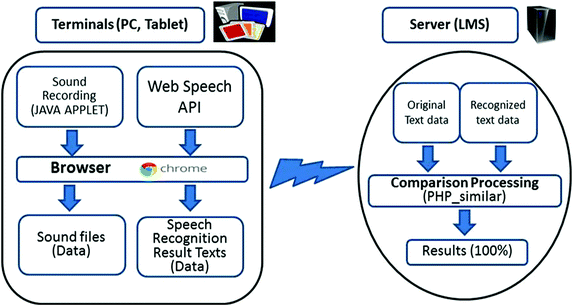 Terminals (PC, Tablet)
Sound
Recording
(JAVA APPLET)
Web Speech
API
Browser
chrome
Sound files
(Data)
Speech
Recognition
Result Texts
(Data)
Server (LMS)
Original
Text data
Recognized
text data
Comparison Processing
(PHP_similar)
Results (100%)